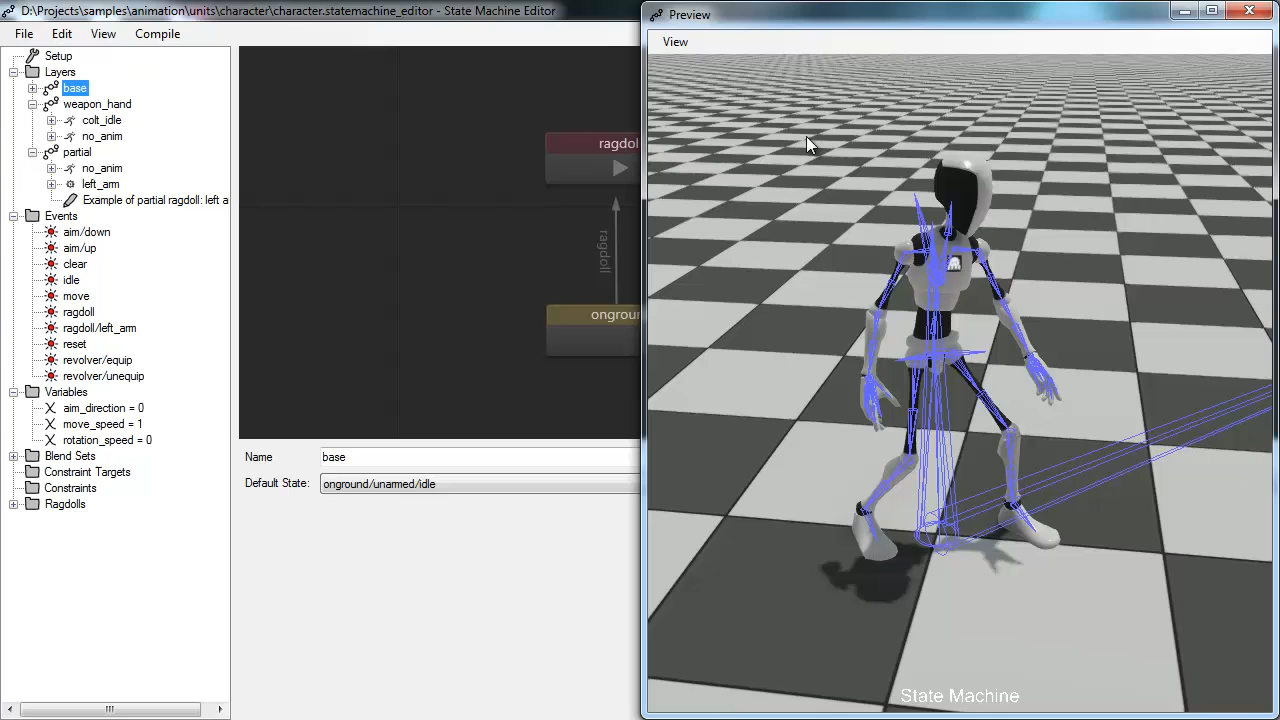 D:\Projects\samples\animation\units\character\character.statemachine_editor - State Machine Editor
File Edit View Compile
Setup
Layers
base
weapon_hand
colt_idle
no_anim
partial
no_anim
left_arm
Example of partial ragdoll: left a
Events
aim/down
aim/up
clear
idle
move
ragdoll
ragdoll/left_arm
reset
revolver/equip
revolver/unequip
Variables
aim_direction = 0
move_speed = 1
rotation_speed = 0
Blend Sets
Constraint Targets
Constraints
Ragdolls
ragdol
ragdoll
ongroun
Name base
Default State: onground/unarmed/idle
Preview
View
State Machine